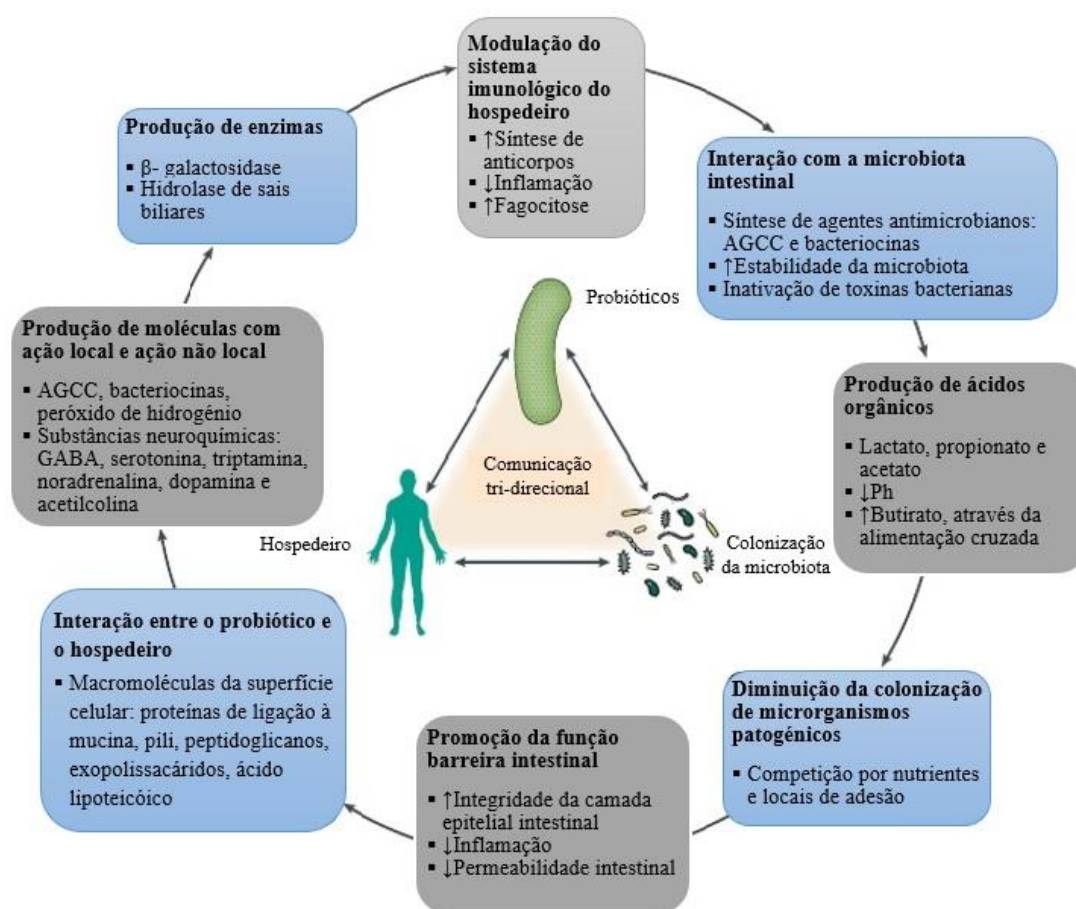 Modulação do
sistema
imunológico do
hospedeiro
▪ ↑Síntese de
anticorpos
▪ ↓Inflamação
▪ ↑Fagocitose
Interação com a microbiota
intestinal
▪ Síntese de agentes antimicrobianos:
AGCC e bacteriocinas
▪ ↑Estabilidade da microbiota
▪ Inativação de toxinas bacterianas
Produção de ácidos
orgânicos
▪ Lactato, propionato e
acetato
▪ ↓Ph
▪ ↑Butirato, através da
alimentação cruzada
Diminuição da colonização
de microrganismos
patogénicos
▪ Competição por nutrientes
e locais de adesão
Promoção da função
barreira intestinal
▪ ↑Integridade da camada
epitelial intestinal
▪ ↓Inflamação
▪ ↓Permeabilidade intestinal
Interação entre o probiótico e
o hospedeiro
▪ Macromoléculas da superfície
celular: proteínas de ligação à
mucina, pili, peptidoglicanos,
exopolissacáridos, ácido
lipoteicóico
Produção de moléculas com
ação local e ação não local
▪ AGCC, bacteriocinas,
peróxido de hidrogénio
▪ Substâncias neuroquímicas:
GABA, serotonina, triptamina,
noradrenalina, dopamina e
acetilcolina
Produção de enzimas
▪ β- galactosidase
▪ Hidrolase de sais
biliares
Probióticos
Comunicação
tri-direcional
Hospedeiro
Colonização
da microbiota